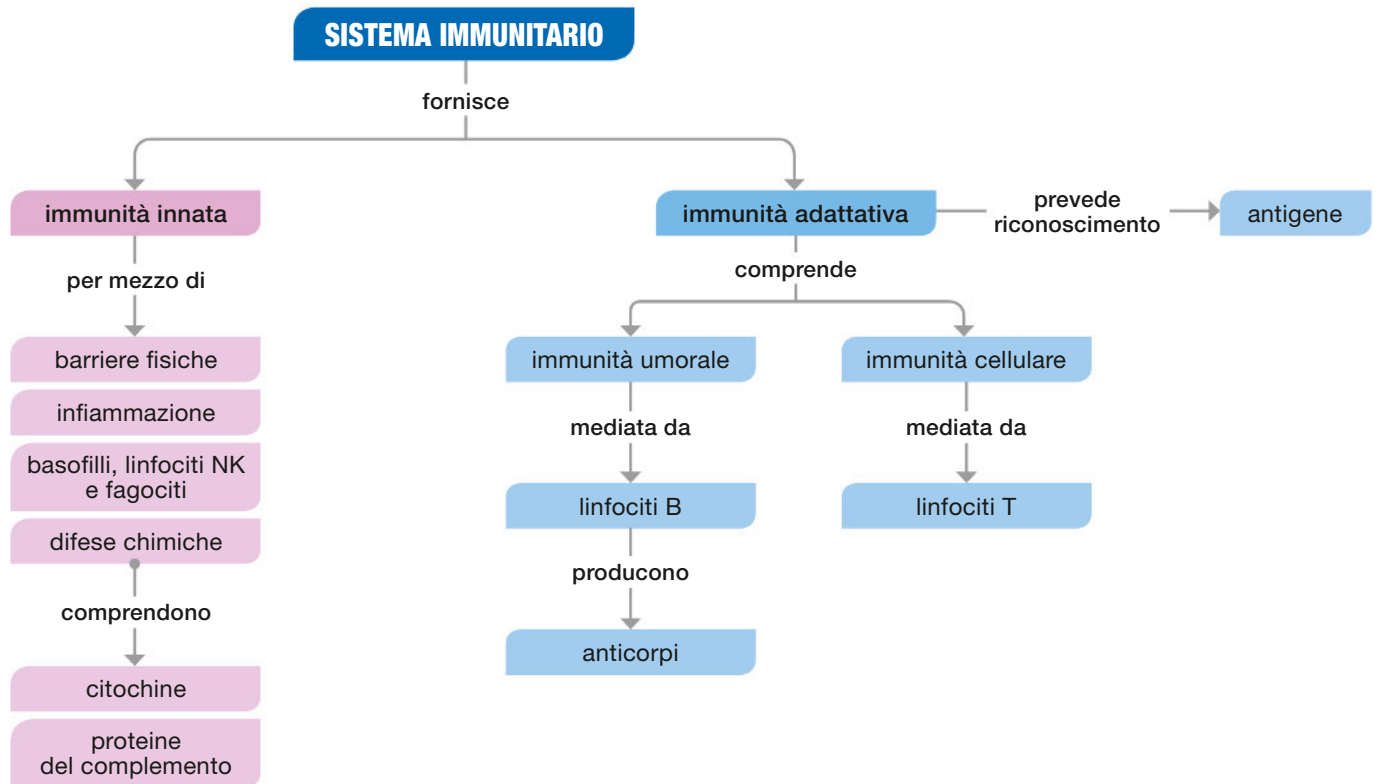 SISTEMA IMMUNITARIO
fornisce
immunità innata
immunità adattativa
prevede
riconoscimento
antigene
per mezzo di
comprende
barriere fisiche
immunità umorale
immunità cellulare
infiammazione
mediata da
mediata da
basofilli, linfociti NK
e fagociti
linfociti B
linfociti T
difese chimiche
producono
comprendono
anticorpi
citochine
proteine
del complemento